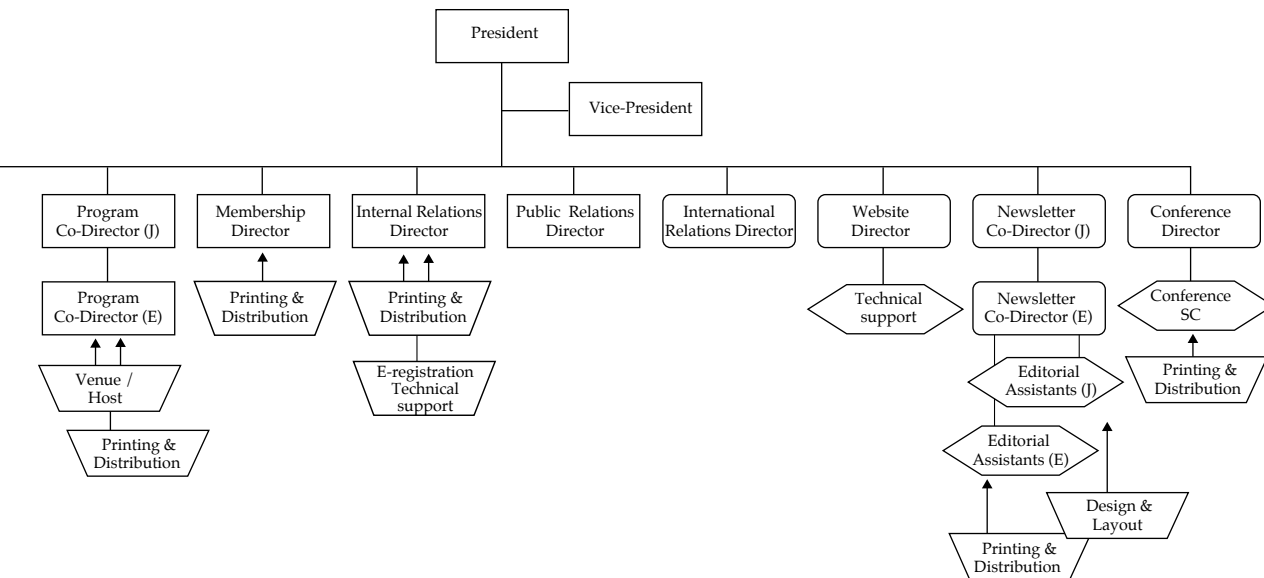 President
Vice-President
Program
Co-Director (J)
Membership
Director
Internal Relations
Director
Public Relations
Director
International
Relations Director
Website
Director
Newsletter
Co-Director (J)
Conference
Director
Program
Co-Director (E)
Printing &
Distribution
Printing &
Distribution
Technical
support
Newsletter
Co-Director (E)
Conference
SC
Venue /
Host
E-registration
Technical
support
Editorial
Assistants (J)
Printing &
Distribution
Printing &
Distribution
Editorial
Assistants (E)
Design &
Layout
Printing &
Distribution